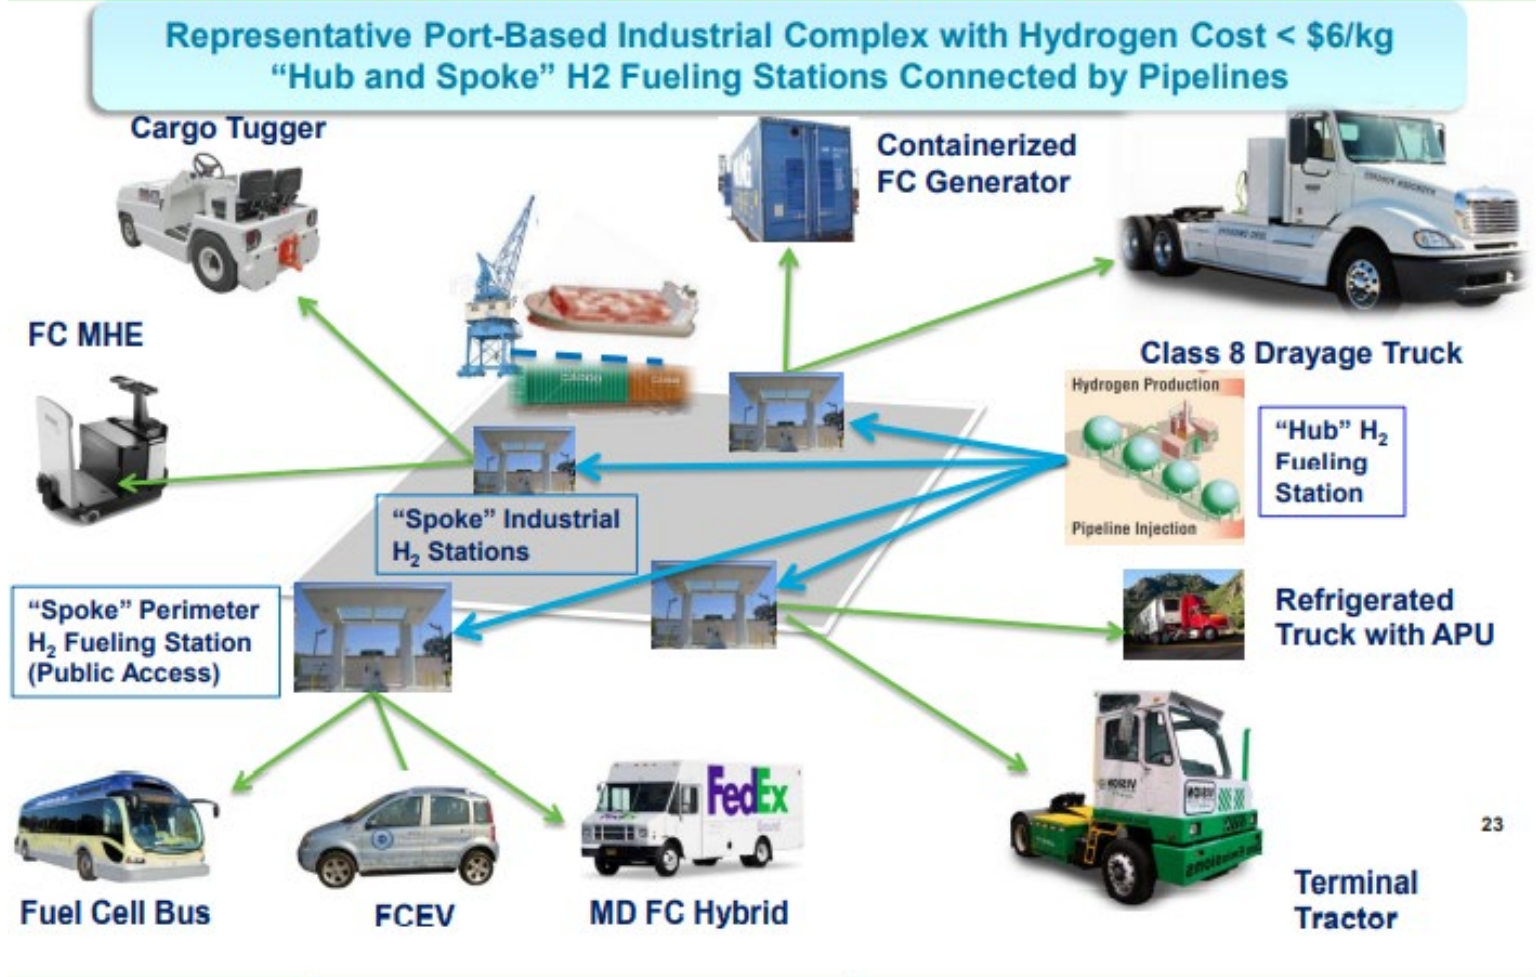 Representative Port-Based Industrial Complex with Hydrogen Cost < $6/kg
“Hub and Spoke” H2 Fueling Stations Connected by Pipelines
Cargo Tugger
Containerized
FC Generator
FC MHE
Class 8 Drayage Truck
Hydrogen Production
Pipeline Injection
“Hub” H₂
Fueling
Station
CARGO
“Spoke” Industrial
H₂ Stations
“Spoke” Perimeter
H₂ Fueling Station
(Public Access)
Refrigerated
Truck with APU
FedEx
Fuel Cell Bus
FCEV
MD FC Hybrid
Terminal
Tractor
23